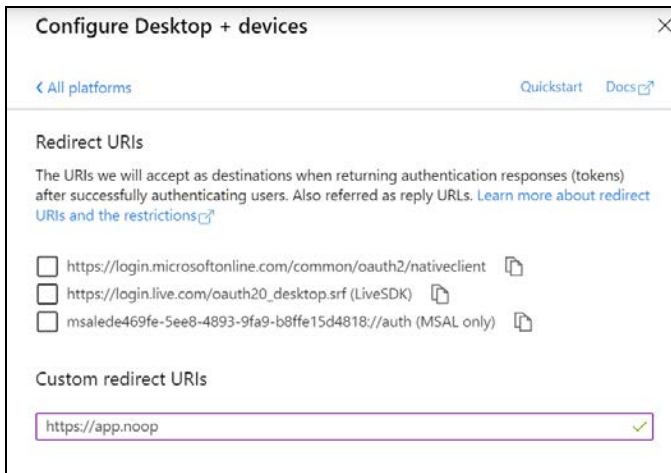 Configure Desktop + devices
All platforms
Quickstart
Docs
Redirect URIs
The URIs we will accept as destinations when returning authentication responses (tokens)
after successfully authenticating users. Also referred as reply URLs. Learn more about redirect
URIs and the restrictions
https://login.microsoftonline.com/common/oauth2/nativeclient
https://login.live.com/oauth20_desktop.srf (LiveSDK)
msalede469fe-5ee8-4893-9fa9-b8ffe15d4818://auth (MSAL only)
Custom redirect URIs
https://app.noop